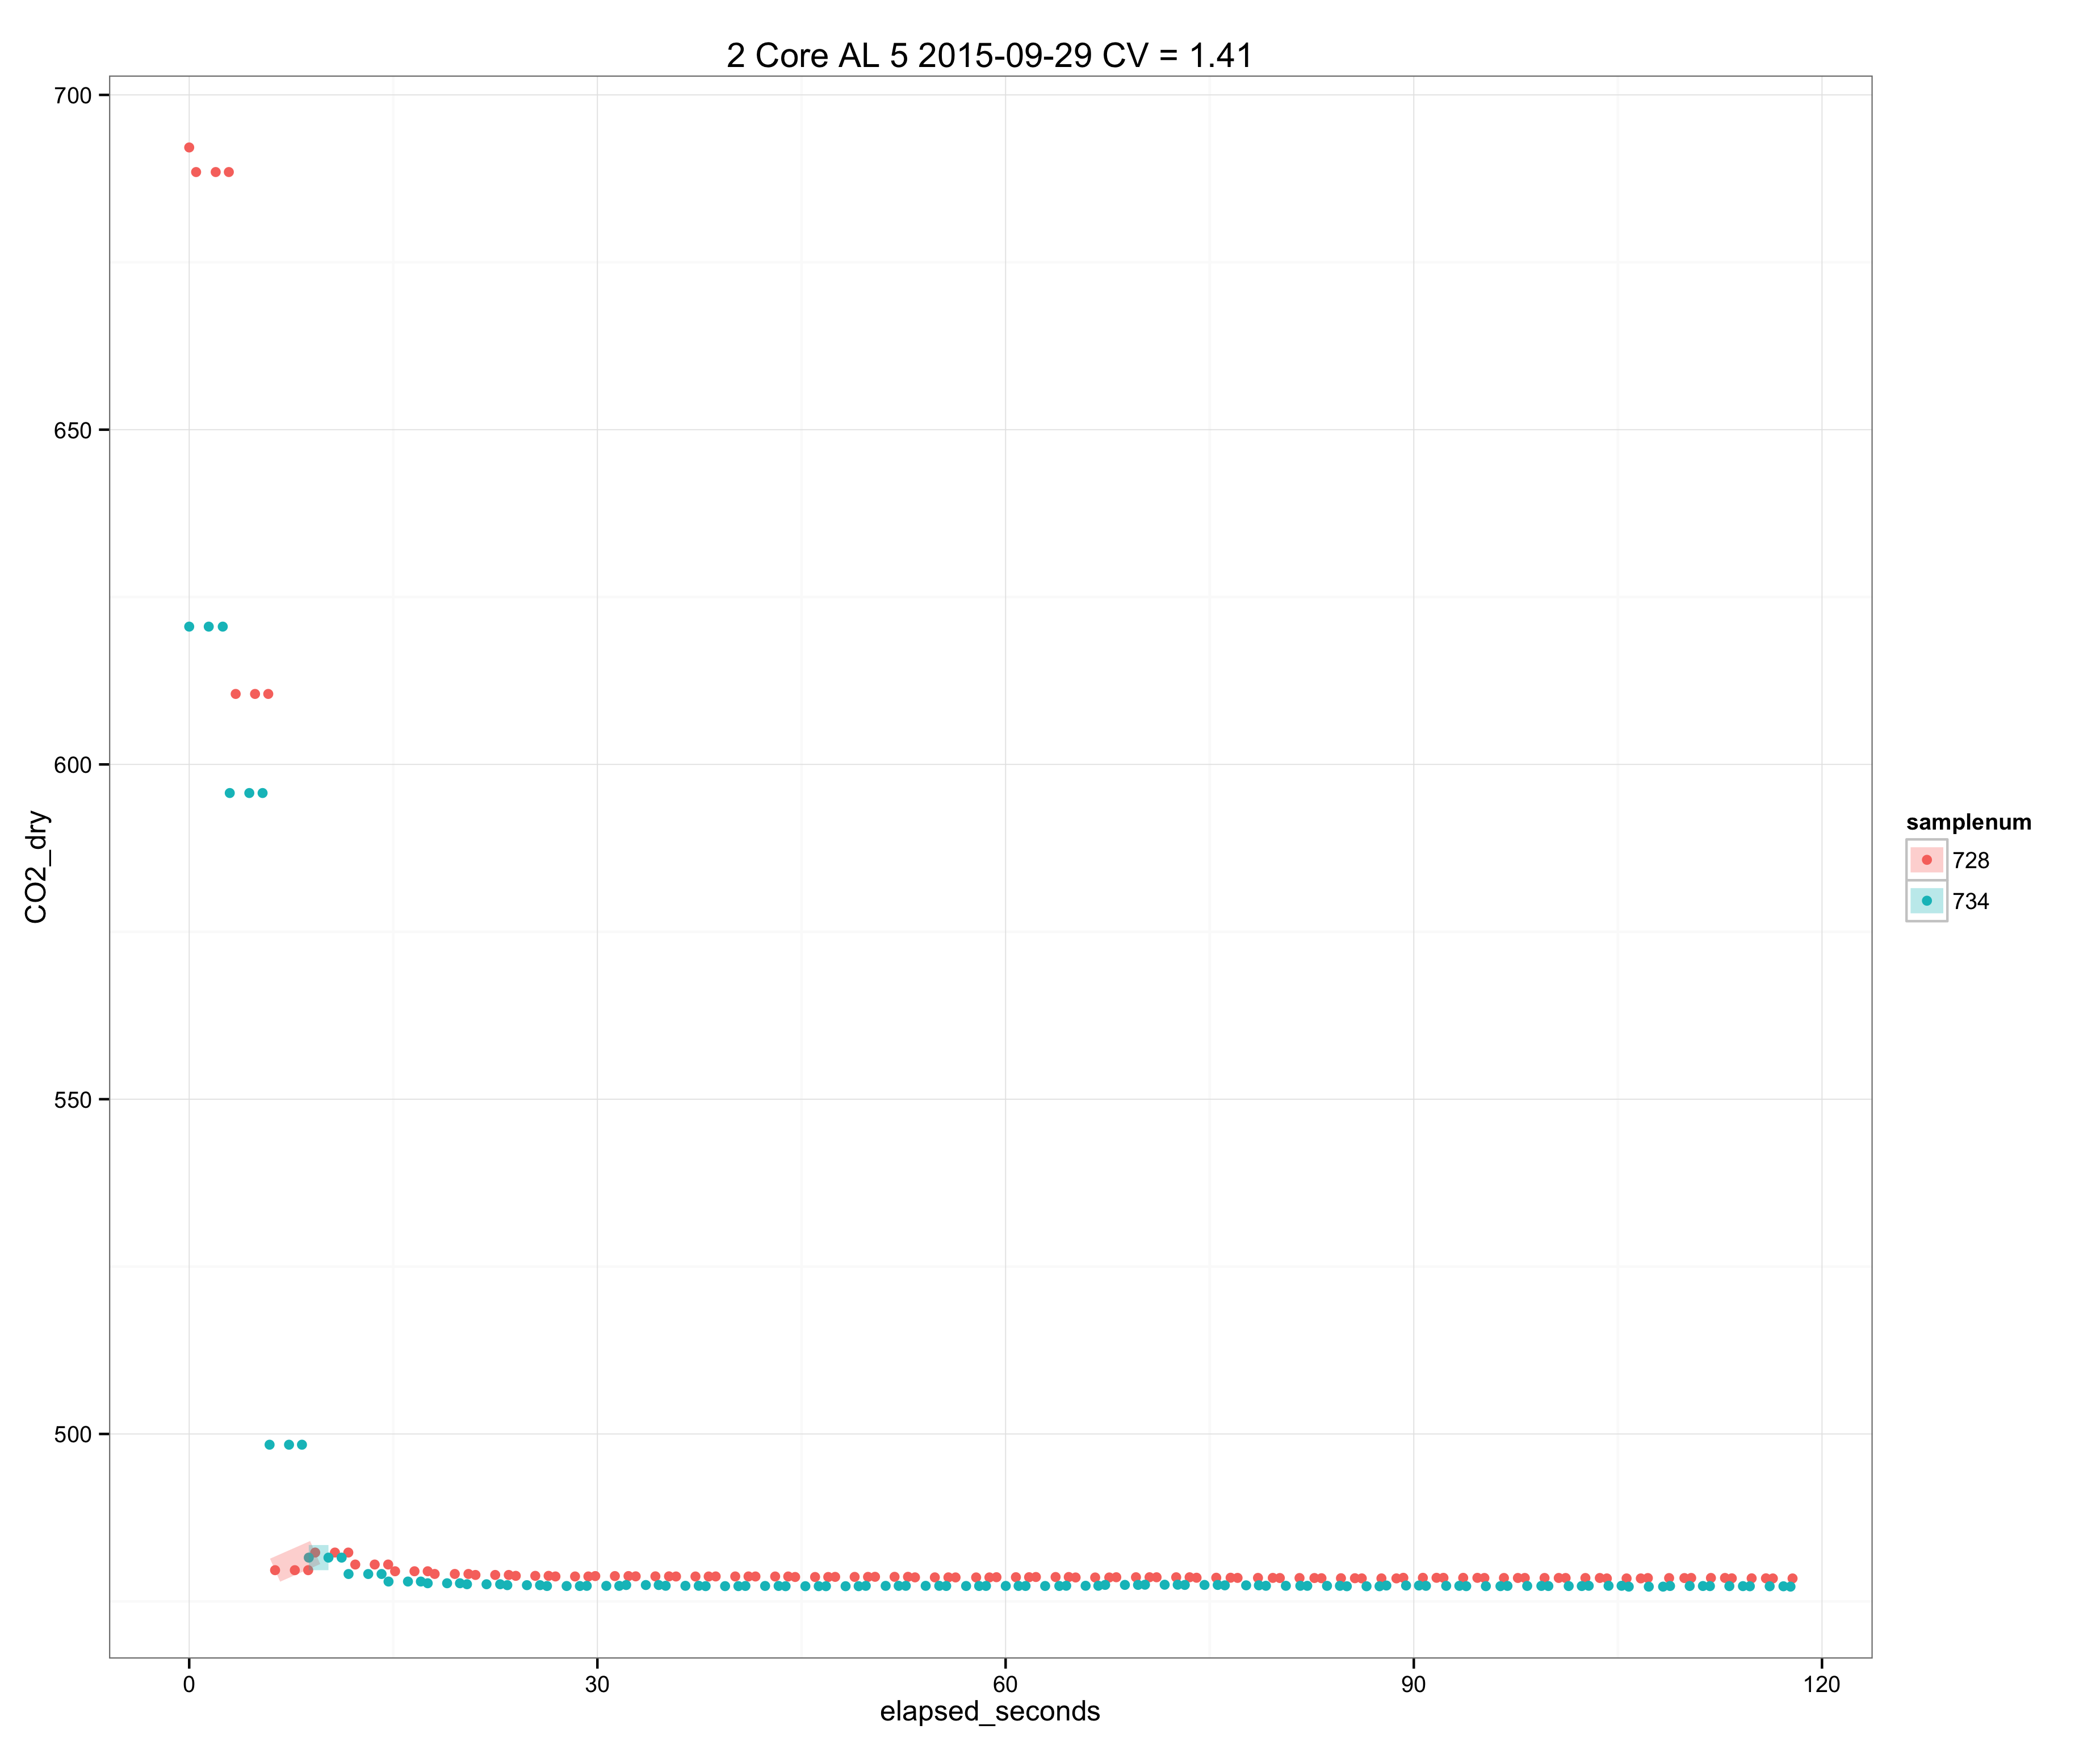 2 Core AL 5 2015-09-29 CV = 1.41
700
650
600
550
500
CO2_dry
0 30 60 90 120
elapsed_seconds
samplenum
728
734